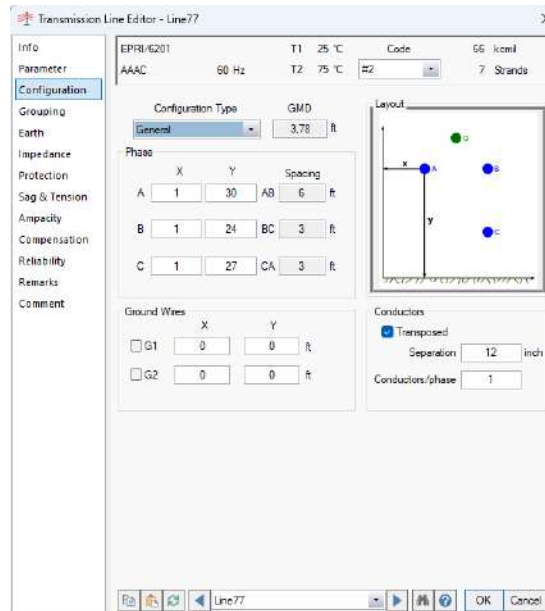 Transmission Line Editor - Line77
Info
Parameter
Configuration
Grouping
Earth
Impedance
Protection
Sag & Tension
Ampacity
Compensation
Reliability
Remarks
Comment
EPRI/6201 T1 25 °C Code 66 kcmil
AAAC 60 Hz T2 75 °C #2 7 Strands
Configuration Type GMD
General 3.78 ft
Phase
X Y Spacing
A 1 30 AB 6 ft
B 1 24 BC 3 ft
C 1 27 CA 3 ft
Layout
G
x A B
y
C
Ground Wires
X Y
G1 0 0 ft
G2 0 0 ft
Conductors
Transposed
Separation 12 inch
Conductors/phase 1
Line77 OK Cancel